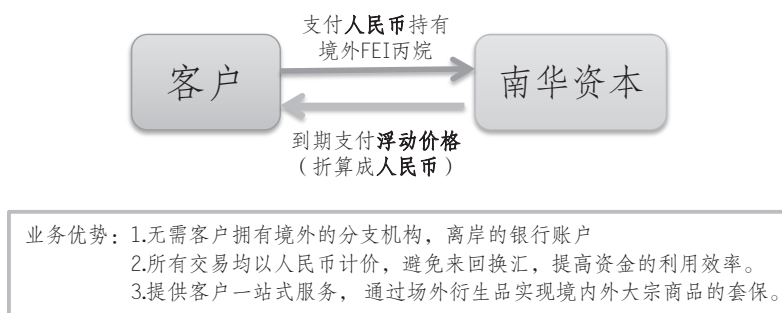 支付人民币持有
境外FEI丙烷
客户
南华资本
到期支付浮动价格
（折算成人民币）
业务优势：1.无需客户拥有境外的分支机构，离岸的银行账户
2.所有交易均以人民币计价，避免来回换汇，提高资金的利用效率。
3.提供客户一站式服务， 通过场外衍生品实现境内外大宗商品的套保。